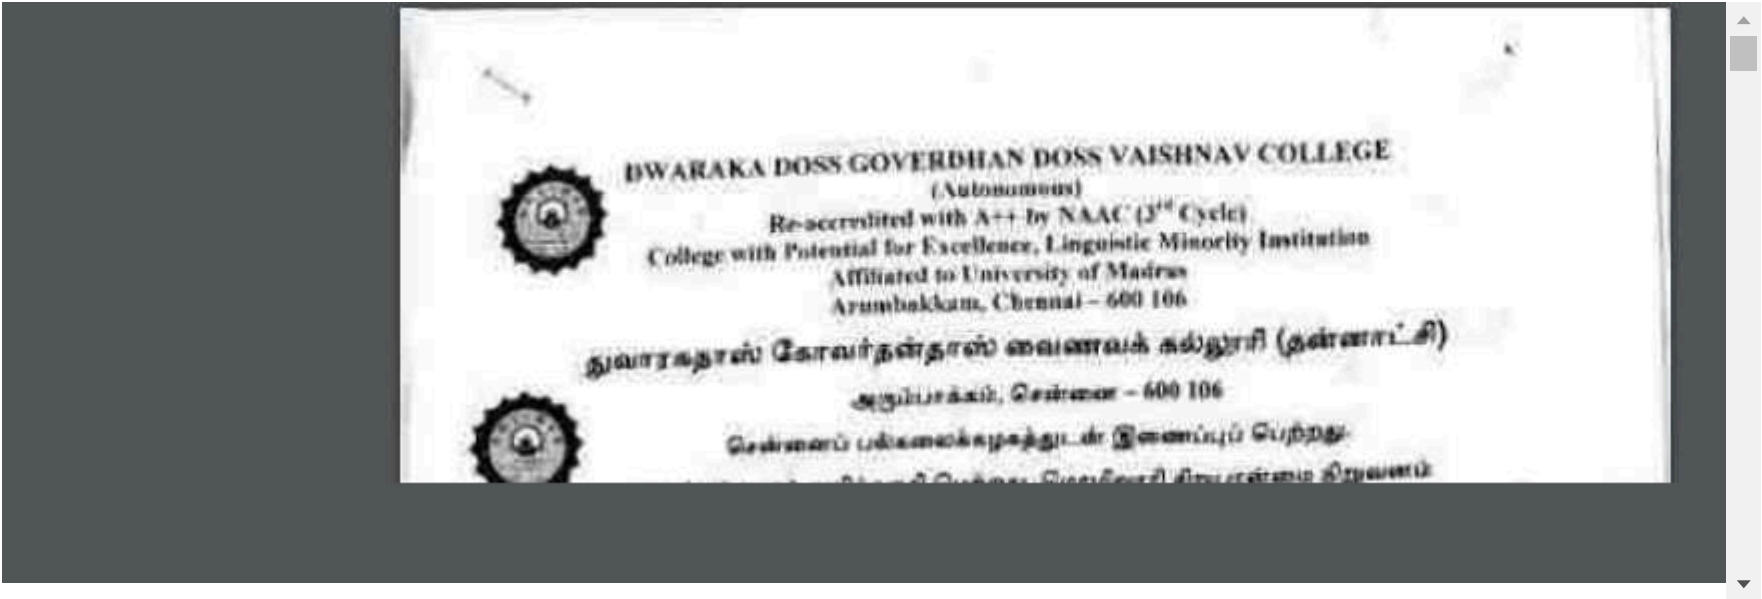 DWARAKA DOSS GOVERDHAN DOSS VAISHNAV COLLEGE
(Autonomous)
Re-accredited with A++ by NAAC (3rd Cycle)
College with Potential for Excellence, Linguistic Minority Institution
Affiliated to University of Madras
Arumbakkam, Chennai – 600 106
துவாரகதாஸ் கோவர்தன்தாஸ் வைணவக் கல்லூரி (தன்னாட்சி)
அரும்பாக்கம், சென்னை – 600 106
சென்னைப் பல்கலைக்கழகத்துடன் இணைப்புப் பெற்றது.
சிறுபான்மை நிறுவனம்